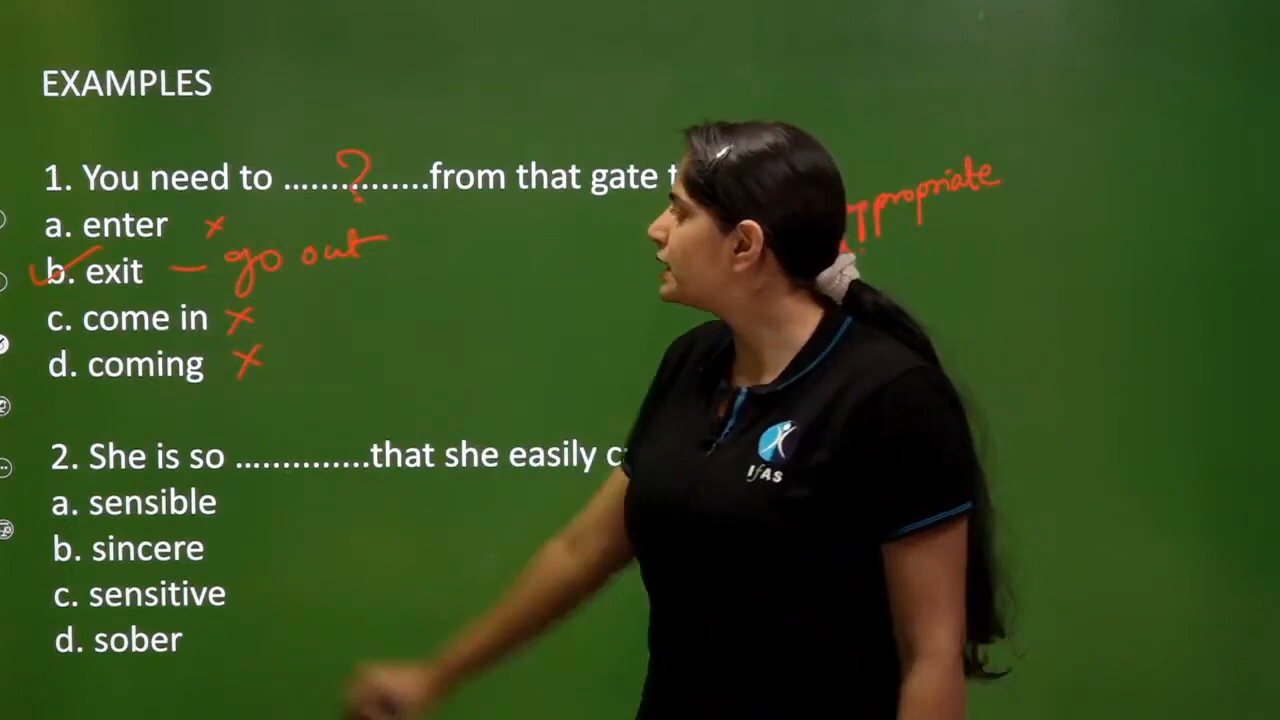 EXAMPLES
1. You need to ...............from that gate
?
a. enter ×
b. exit — go out
c. come in ×
d. coming ×
propriate
2. She is so ..............that she easily
a. sensible
b. sincere
c. sensitive
d. sober
IFAS